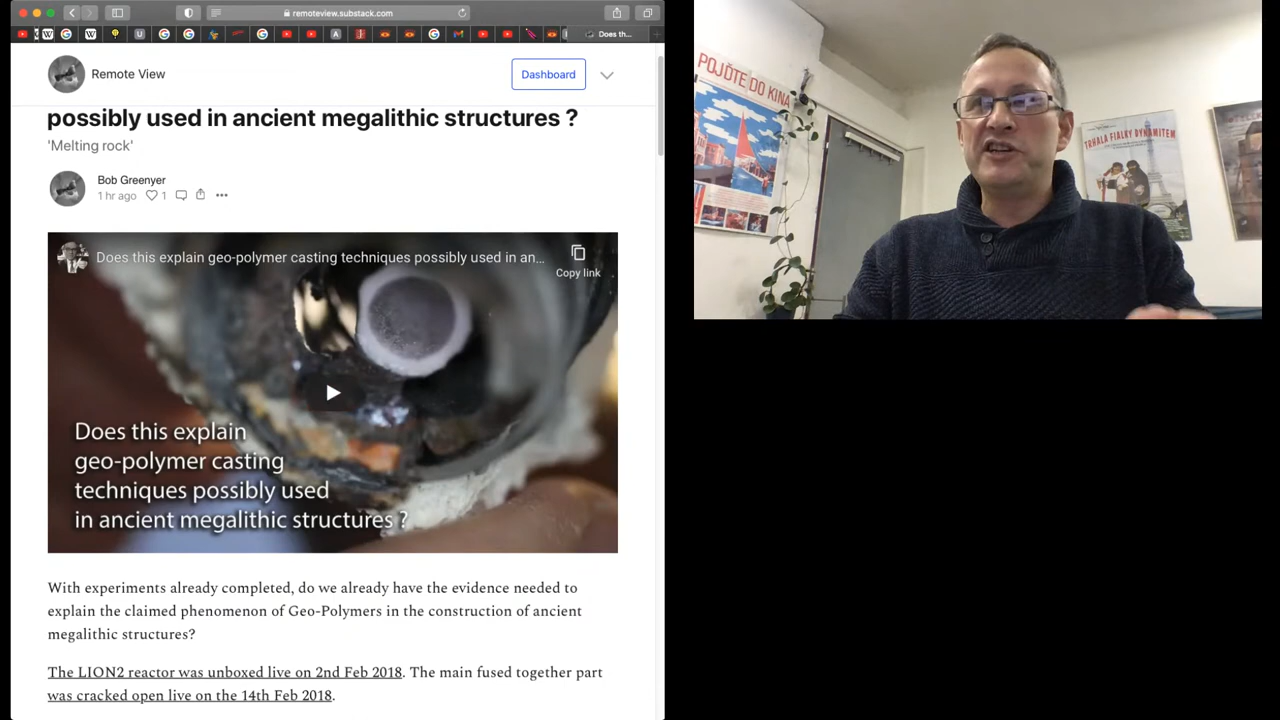 remoteview.substack.com
Does th...
Remote View
Dashboard
possibly used in ancient megalithic structures ?
'Melting rock'
Bob Greenyer
1 hr ago
1
Does this explain geo-polymer casting techniques possibly used in an...
Copy link
Does this explain
geo-polymer casting
techniques possibly used
in ancient megalithic structures ?
With experiments already completed, do we already have the evidence needed to
explain the claimed phenomenon of Geo-Polymers in the construction of ancient
megalithic structures?
The LION2 reactor was unboxed live on 2nd Feb 2018. The main fused together part
was cracked open live on the 14th Feb 2018.
POJĎTE DO KINA
TRHALA FIALKY DYNAMITEM